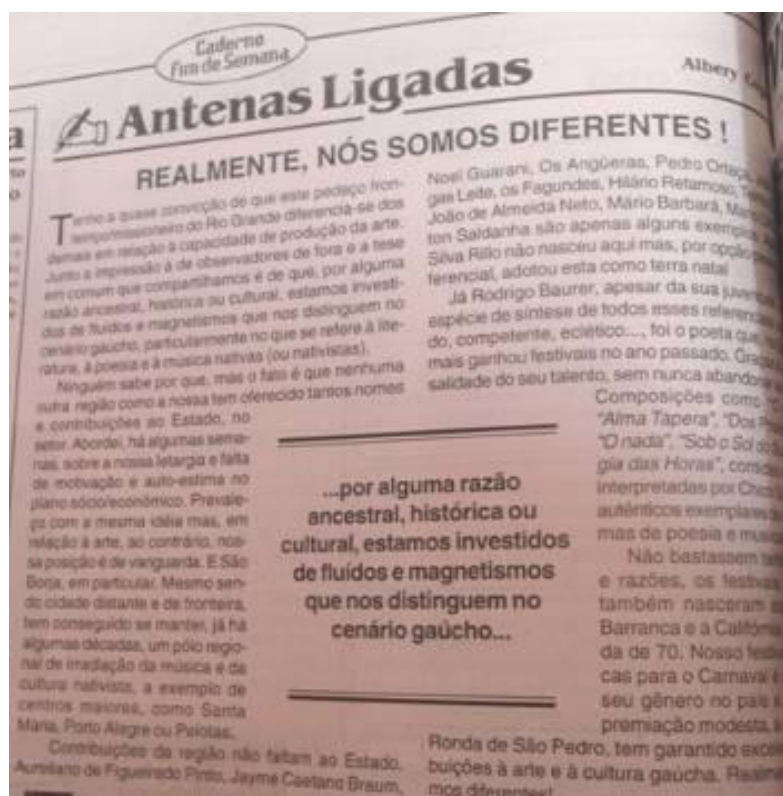 Caderno
Fim de Semana
Antenas Ligadas
Albery
REALMENTE, NÓS SOMOS DIFERENTES !
Tenho a quase convicção de que este pedaço fron-
teiriço/missioneiro do Rio Grande diferencia-se dos
demais em relação à capacidade de produção da arte.
Junto a impressão à de observadores de fora e a tese
em comum que compartilhamos é de que, por alguma
razão ancestral, histórica ou cultural, estamos investi-
dos de fluidos e magnetismos que nos distinguem no
cenário gaúcho, particularmente no que se refere à lite-
ratura, à poesia e à música nativas (ou nativistas).
Ninguém sabe por que, mas o fato é que nenhuma
outra região como a nossa tem oferecido tantos nomes
e contribuições ao Estado, no
setor. Abordei, há algumas sema-
nas, sobre a nossa letargia e falta
de motivação e auto-estima no
plano sócio/econômico. Prevale-
ço com a mesma idéia mas, em
relação à arte, ao contrário, nos-
sa posição é de vanguarda. E São
Borja, em particular. Mesmo sen-
do cidade distante e de fronteira,
tem conseguido se manter, já há
algumas décadas, um pólo regio-
nal de irradiação da música e da
cultura nativista, a exemplo de
centros maiores, como Santa
Maria, Porto Alegre ou Pelotas.
Contribuições da região não faltam ao Estado.
Aureliano de Figueiredo Pinto, Jayme Caetano Braum,
...por alguma razão
ancestral, histórica ou
cultural, estamos investidos
de fluídos e magnetismos
que nos distinguem no
cenário gaúcho...
Noel Guarani, Os Angüeras, Pedro Ortaça,
gas Leite, os Fagundes, Hilário Retamoso,
João de Almeida Neto, Mário Barbará,
ton Saldanha são apenas alguns exemplos.
Silva Rillo não nasceu aqui mas, por opção
ferencial, adotou esta como terra natal
Já Rodrigo Baurer, apesar da sua
espécie de síntese de todos esses
do, competente, eclético..., foi o poeta que
mais ganhou festivais no ano passado.
salidade do seu talento, sem nunca
Composições como
"Alma Tapera", "Dos
"O nada", "Sob o Sol do
gia das Horas",
interpretadas por
autênticos exemplares
mas de poesia e
Não bastassem
e razões, os
também nasceram
Barranca e a
da de 70. Nosso
cas para o Carnaval é
seu gênero no país
premiação modesta,
Ronda de São Pedro, tem garantido
buições à arte e à cultura gaúcha.
mos diferentes!